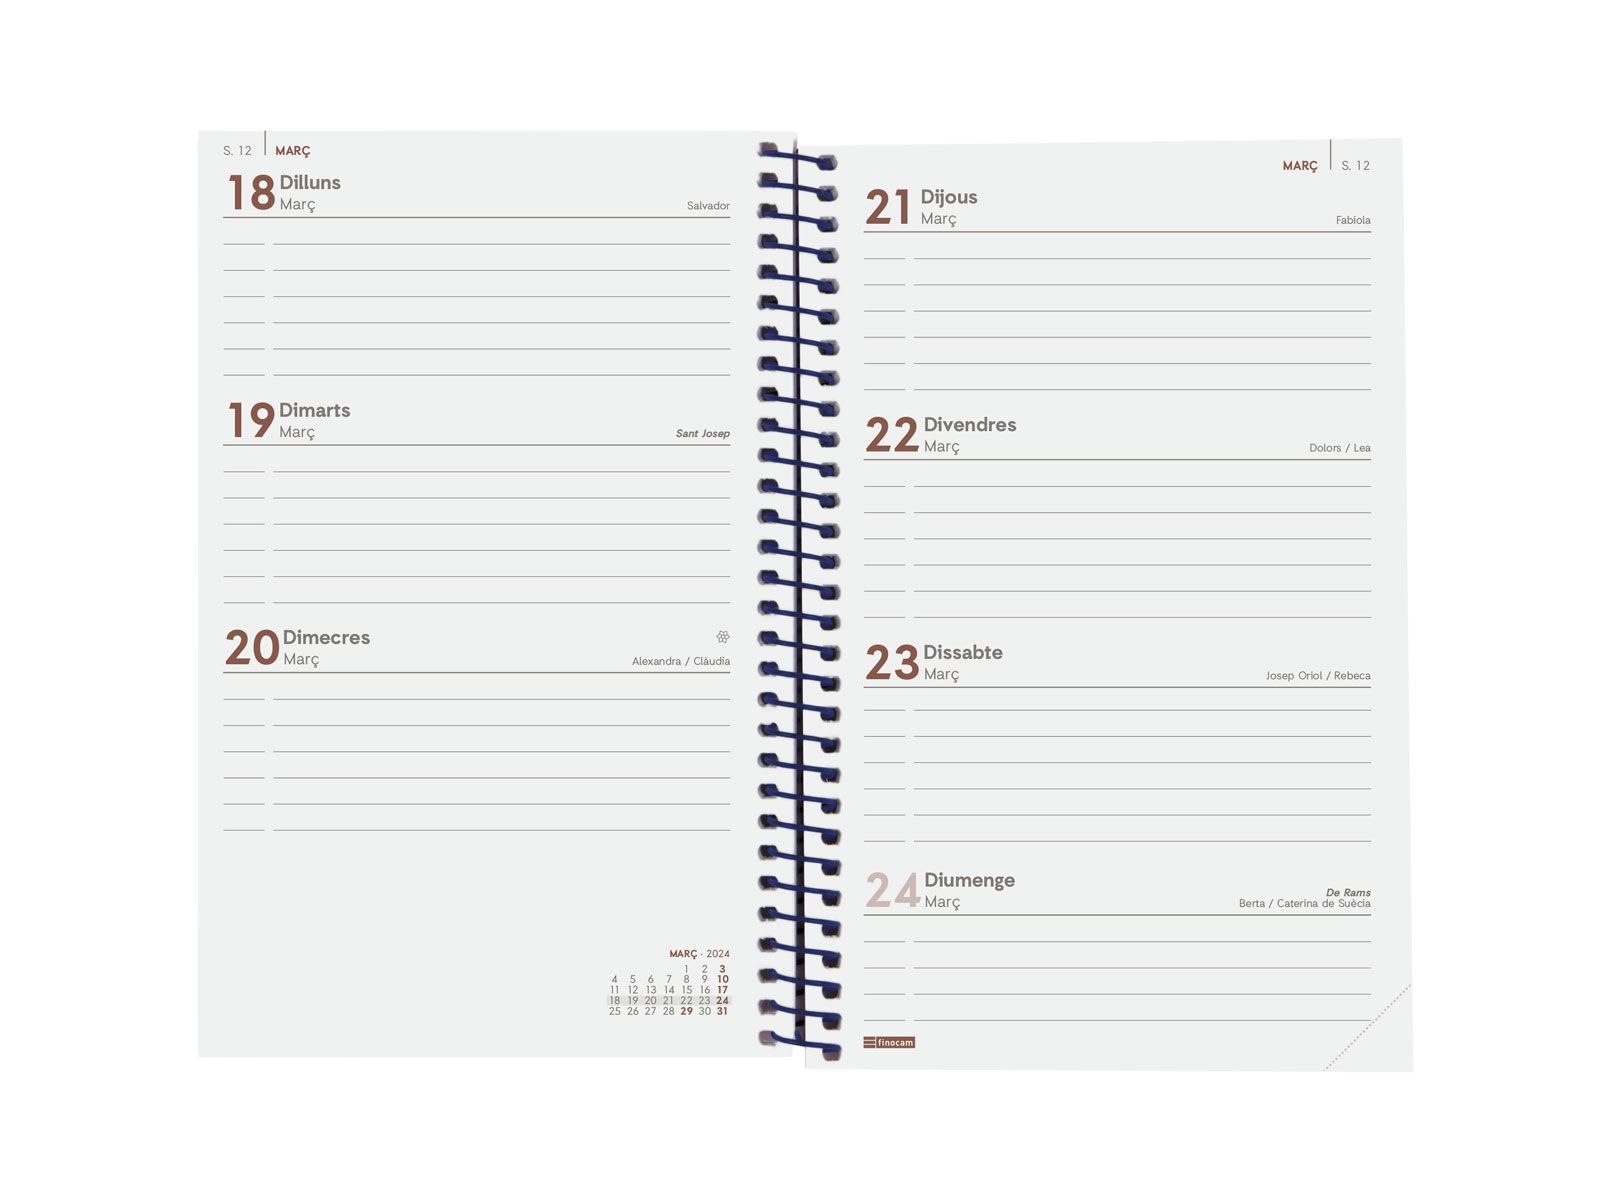 S. 12 MARÇ
18 Dilluns
Març
Salvador
19 Dimarts
Març
Sant Josep
20 Dimecres
Març
Alexandra / Clàudia
MARÇ · 2024
1 2 3
4 5 6 7 8 9 10
11 12 13 14 15 16 17
18 19 20 21 22 23 24
25 26 27 28 29 30 31
MARÇ S. 12
21 Dijous
Març
Fabiola
22 Divendres
Març
Dolors / Lea
23 Dissabte
Març
Josep Oriol / Rebeca
24 Diumenge
Març
De Rams
Berta / Caterina de Suècia
finocam